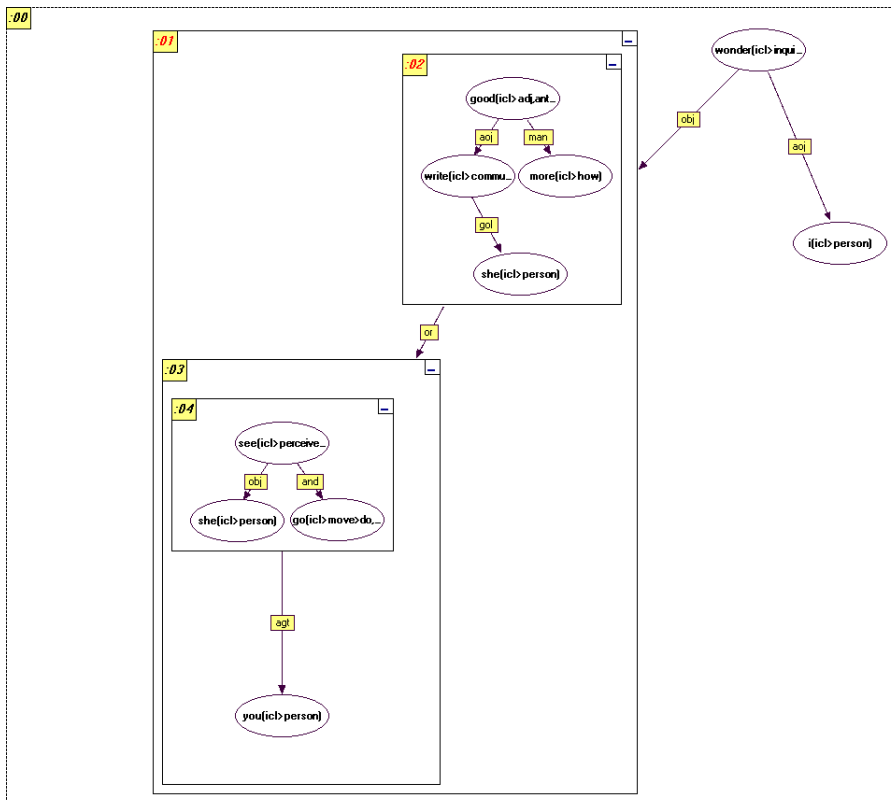 :00
:01
:02
wonder(icl>inqui...
good(icl>adj,ant...
obj
aoj
man
aoj
write(icl>commu...
more(icl>how)
gol
i(icl>person)
she(icl>person)
or
:03
:04
see(icl>perceive...
obj
and
she(icl>person)
go(icl>move>do,...
agt
you(icl>person)